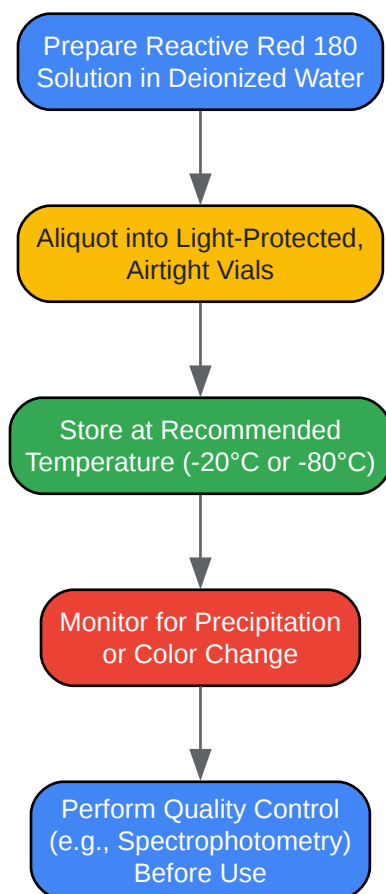 Prepare Reactive Red 180
Solution in Deionized Water
Aliquot into Light-Protected,
Airtight Vials
Store at Recommended
Temperature (-20°C or -80°C)
Monitor for Precipitation
or Color Change
Perform Quality Control
(e.g., Spectrophotometry)
Before Use